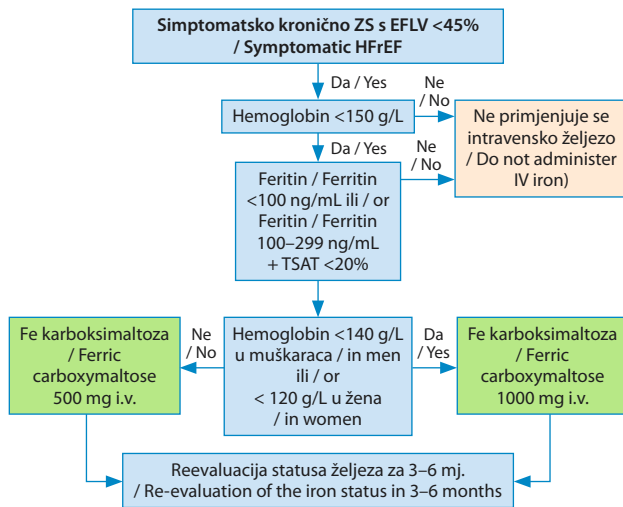 Simptomatsko kronično ZS s EFLV <45%
/ Symptomatic HFrEF
Da / Yes
Ne
/ No
Hemoglobin <150 g/L
Ne primjenjuje se
intravensko željezo
/ Do not administer
IV iron)
Da / Yes
Ne
/ No
Feritin / Ferritin
<100 ng/mL ili / or
Feritin / Ferritin
100–299 ng/mL
+ TSAT <20%
Fe karboksimaltoza
/ Ferric
carboxymaltose
500 mg i.v.
Ne
/ No
Hemoglobin <140 g/L
u muškaraca / in men
ili / or
< 120 g/L u žena
/ in women
Da
/ Yes
Fe karboksimaltoza
/ Ferric
carboxymaltose
1000 mg i.v.
Reevaluacija statusa željeza za 3–6 mj.
/ Re-evaluation of the iron status in 3–6 months